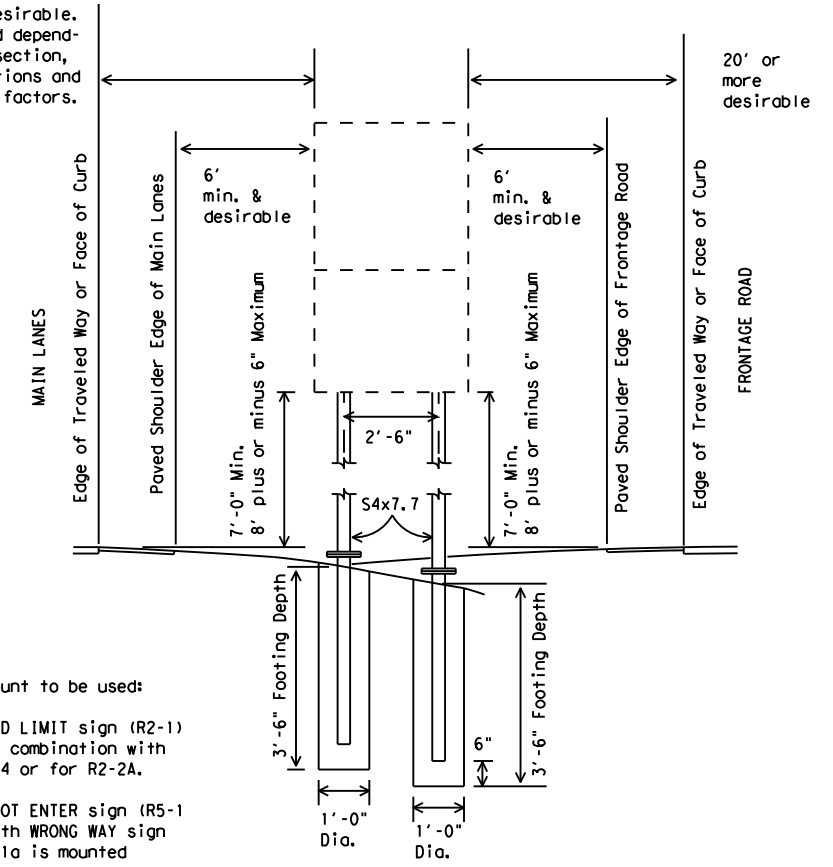 esirable.
d depend-
section,
tions and
factors.
20' or
more
desirable
6'
min. &
desirable
6'
min. &
desirable
MAIN LANES
Edge of Traveled Way or Face of Curb
Paved Shoulder Edge of Main Lanes
7'-0" Min.
8' plus or minus 6" Maximum
2'-6"
S4x7.7
7'-0" Min.
8' plus or minus 6" Maximum
Paved Shoulder Edge of Frontage Road
Edge of Traveled Way or Face of Curb
FRONTAGE ROAD
3'-6" Footing Depth
3'-6" Footing Depth
6"
1'-0"
Dia.
1'-0"
Dia.
unt to be used:
D LIMIT sign (R2-1)
combination with
4 or for R2-2A.
OT ENTER sign (R5-1
th WRONG WAY sign
1a is mounted